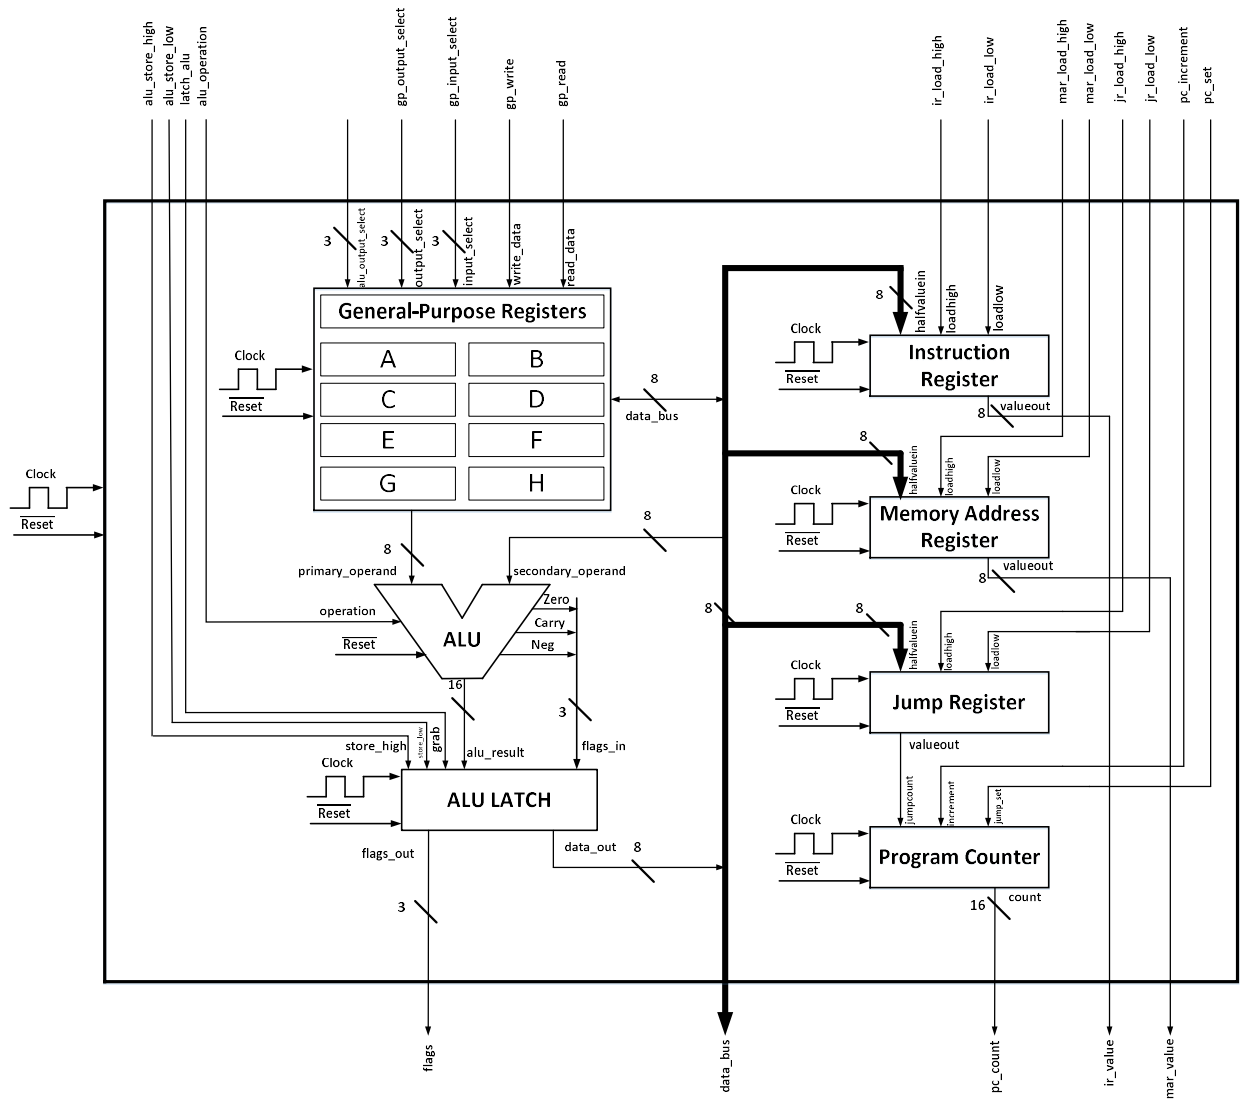 alu_store_high
alu_store_low
latch_alu
alu_operation
gp_output_select
gp_input_select
gp_write
gp_read
ir_load_high
ir_load_low
mar_load_high
mar_load_low
jr_load_high
jr_load_low
pc_increment
pc_set
3
alu_output_select
3
output_select
3
input_select
write_data
read_data
General-Purpose Registers
A
B
C
D
E
F
G
H
Clock
Reset
8
data_bus
Clock
Reset
8
primary_operand
8
secondary_operand
operation
Reset
ALU
Zero
Carry
Neg
16
3
store_high
store_low
grab
alu_result
flags_in
Clock
Reset
ALU LATCH
flags_out
data_out
8
3
8
halfvaluein
loadhigh
loadlow
Clock
Reset
Instruction
Register
8
valueout
8
halfvaluein
loadhigh
loadlow
Clock
Reset
Memory Address
Register
8
valueout
8
8
halfvaluein
loadhigh
loadlow
Clock
Reset
Jump Register
valueout
jumpcount
increment
jump_set
Clock
Reset
Program Counter
16
count
flags
data_bus
pc_count
ir_value
mar_value